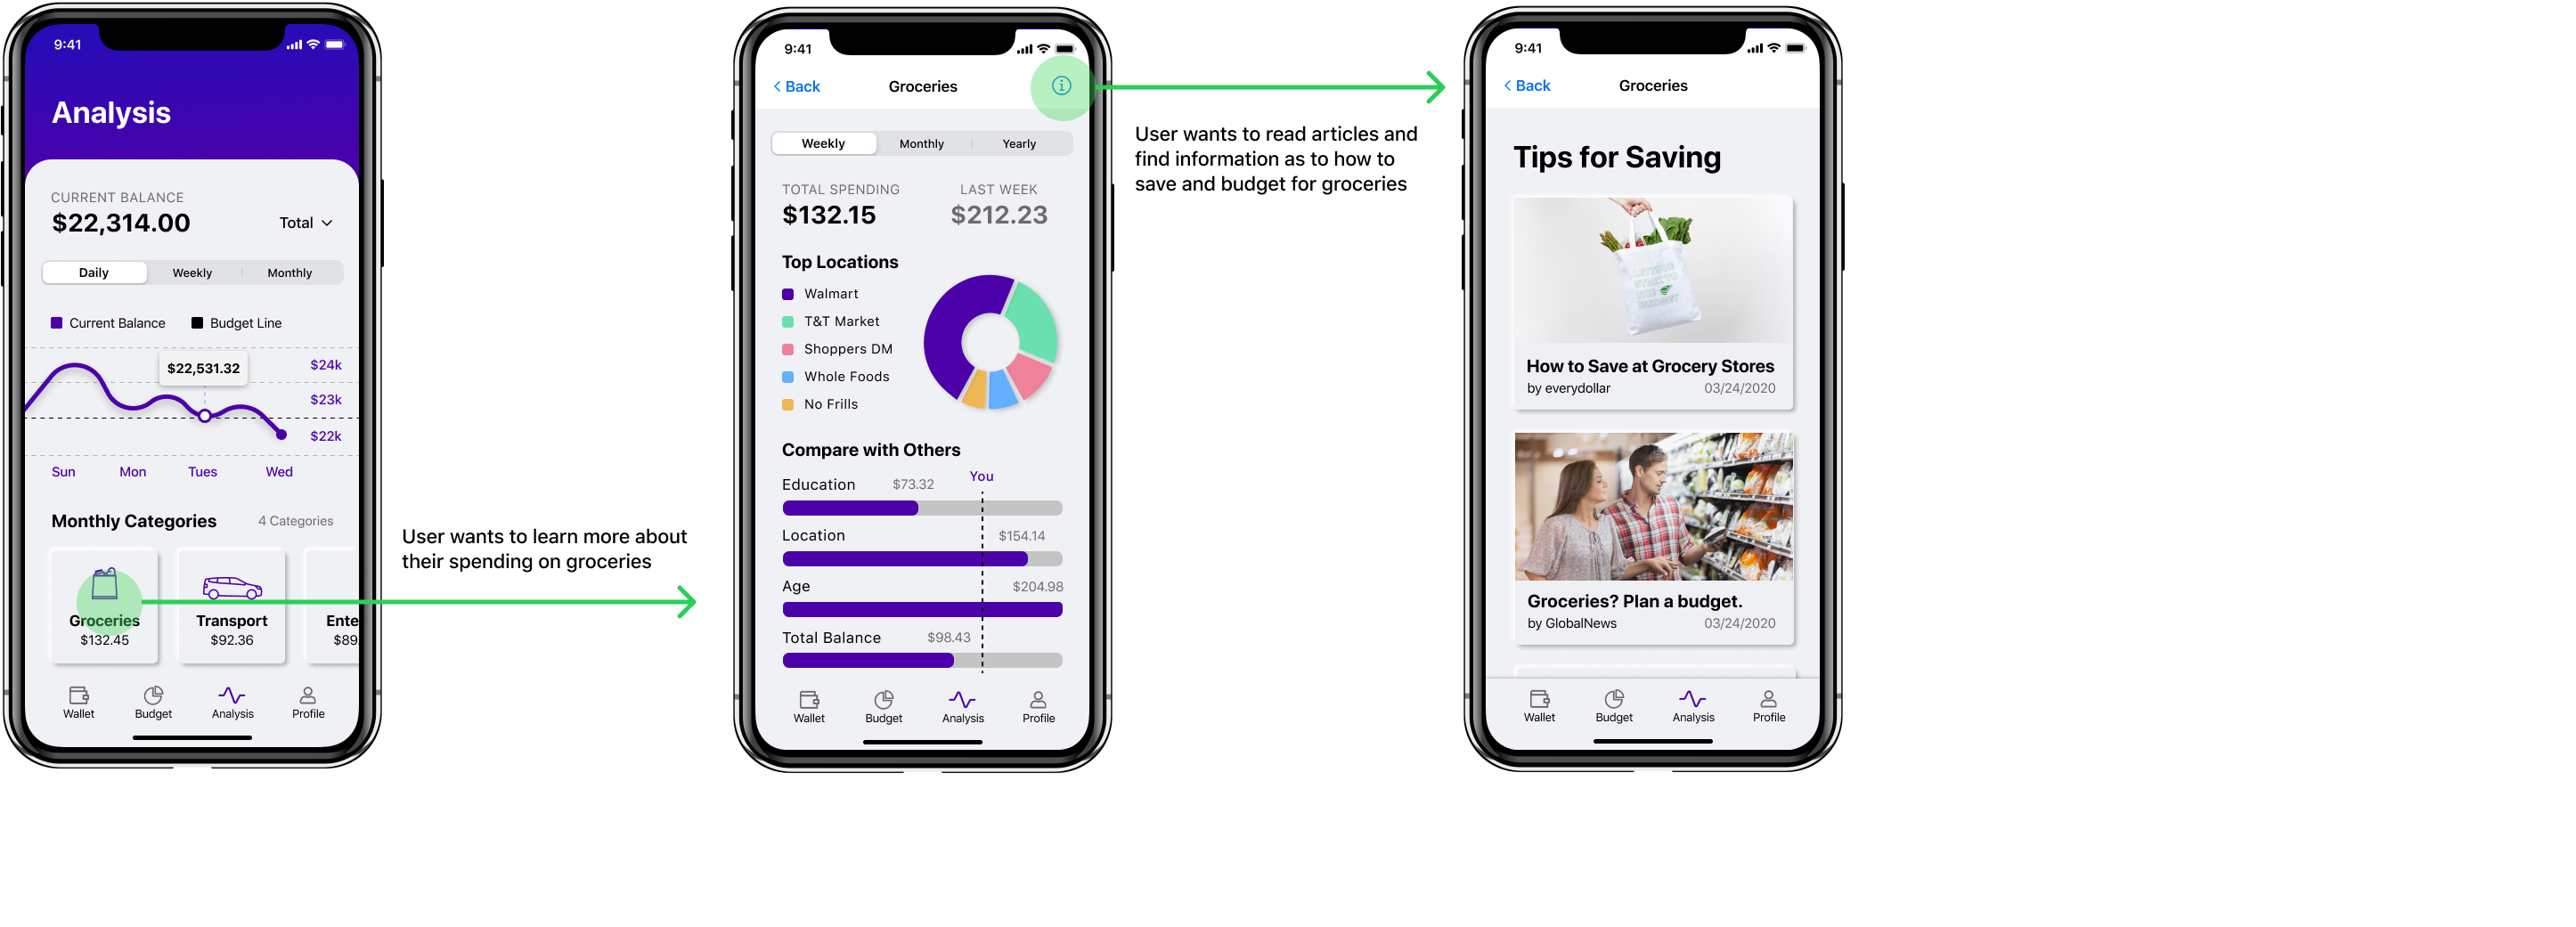 9:41
Analysis
CURRENT BALANCE
$22,314.00
Total
Daily
Weekly
Monthly
Current Balance
Budget Line
$22,531.32
$24k
$23k
$22k
Sun
Mon
Tues
Wed
Monthly Categories
4 Categories
Groceries
$132.45
Transport
$92.36
Ente
$89.
Wallet
Budget
Analysis
Profile
User wants to learn more about
their spending on groceries
9:41
Back
Groceries
Weekly
Monthly
Yearly
TOTAL SPENDING
$132.15
LAST WEEK
$212.23
Top Locations
Walmart
T&T Market
Shoppers DM
Whole Foods
No Frills
Compare with Others
You
Education
$73.32
Location
$154.14
Age
$204.98
Total Balance
$98.43
Wallet
Budget
Analysis
Profile
User wants to read articles and
find information as to how to
save and budget for groceries
9:41
Back
Groceries
Tips for Saving
LETTUCE
STICK TO
THE
BUDGET
How to Save at Grocery Stores
by everydollar
03/24/2020
Groceries? Plan a budget.
by GlobalNews
03/24/2020
Wallet
Budget
Analysis
Profile